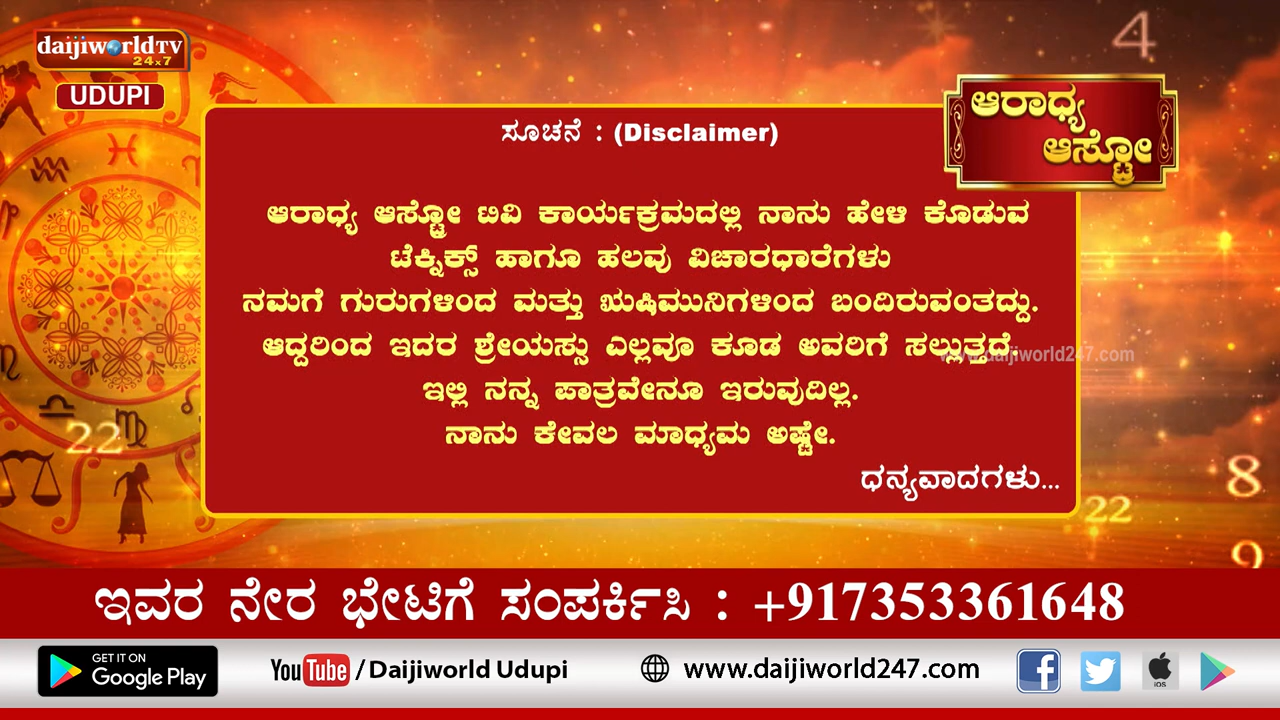 daijiworldTV
24x7
UDUPI
4
ಆರಾಧ್ಯ
ಆಸ್ಟ್ರೋ
ಸೂಚನೆ : (Disclaimer)
ಆರಾಧ್ಯ ಆಸ್ಟ್ರೋ ಟಿವಿ ಕಾರ್ಯಕ್ರಮದಲ್ಲಿ ನಾನು ಹೇಳಿ ಕೊಡುವ
ಟೆಕ್ನಿಕ್ಸ್ ಹಾಗೂ ಹಲವು ವಿಚಾರಧಾರೆಗಳು
ನಮಗೆ ಗುರುಗಳಿಂದ ಮತ್ತು ಋಷಿಮುನಿಗಳಿಂದ ಬಂದಿರುವಂತದ್ದು.
ಆದ್ದರಿಂದ ಇದರ ಶ್ರೇಯಸ್ಸು ಎಲ್ಲವೂ ಕೂಡ ಅವರಿಗೆ ಸಲ್ಲುತ್ತದೆ.
www.daijiworld247.com
ಇಲ್ಲಿ ನನ್ನ ಪಾತ್ರವೇನೂ ಇರುವುದಿಲ್ಲ.
ನಾನು ಕೇವಲ ಮಾಧ್ಯಮ ಅಷ್ಟೇ.
ಧನ್ಯವಾದಗಳು...
22
8
22
9
ಇವರ ನೇರ ಭೇಟಿಗೆ ಸಂಪರ್ಕಿಸಿ : +917353361648
GET IT ON
Google Play
YouTube / Daijiworld Udupi
www.daijiworld247.com
iOS